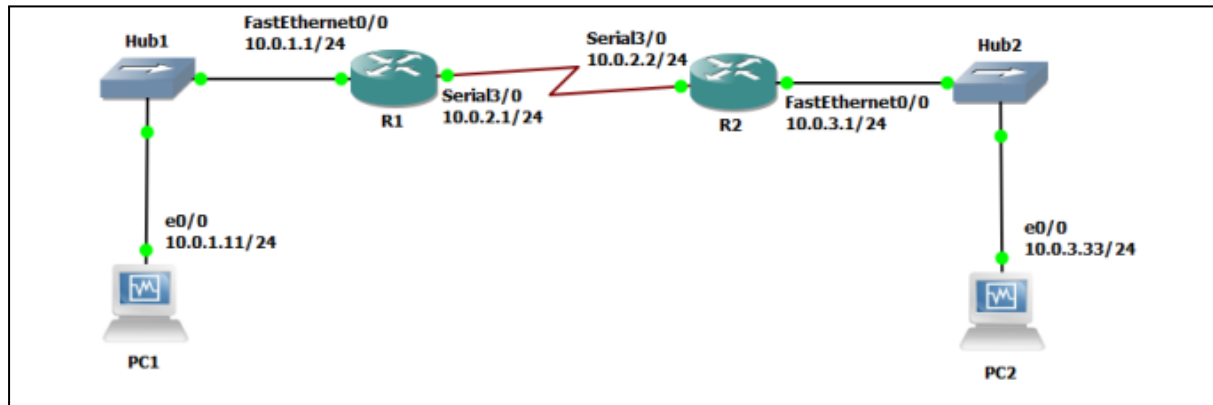 FastEthernet0/0
10.0.1.1/24
Hub1
Serial3/0
10.0.2.2/24
Hub2
Serial3/0
10.0.2.1/24
R1
R2
FastEthernet0/0
10.0.3.1/24
e0/0
10.0.1.11/24
e0/0
10.0.3.33/24
PC1
PC2